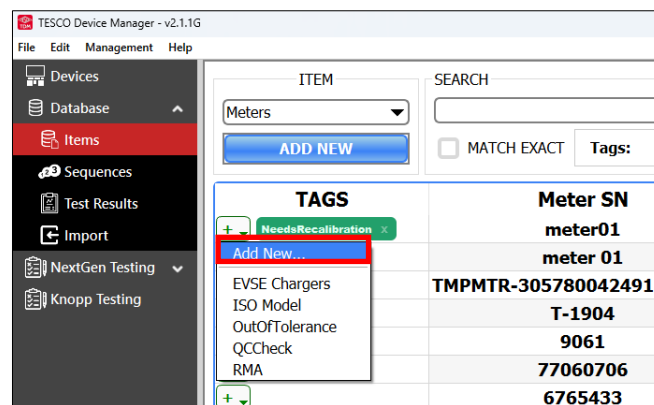 TESCO Device Manager - v2.1.1G
File Edit Management Help
Devices
Database
Items
Sequences
Test Results
Import
NextGen Testing
Knopp Testing
ITEM
Meters
ADD NEW
SEARCH
MATCH EXACT Tags:
TAGS Meter SN
+ NeedsRecalibration x meter01
Add New...
EVSE Chargers
ISO Model
OutOfTolerance
QCCheck
RMA
meter 01
TMPMTR-305780042491
T-1904
9061
77060706
+ 6765433